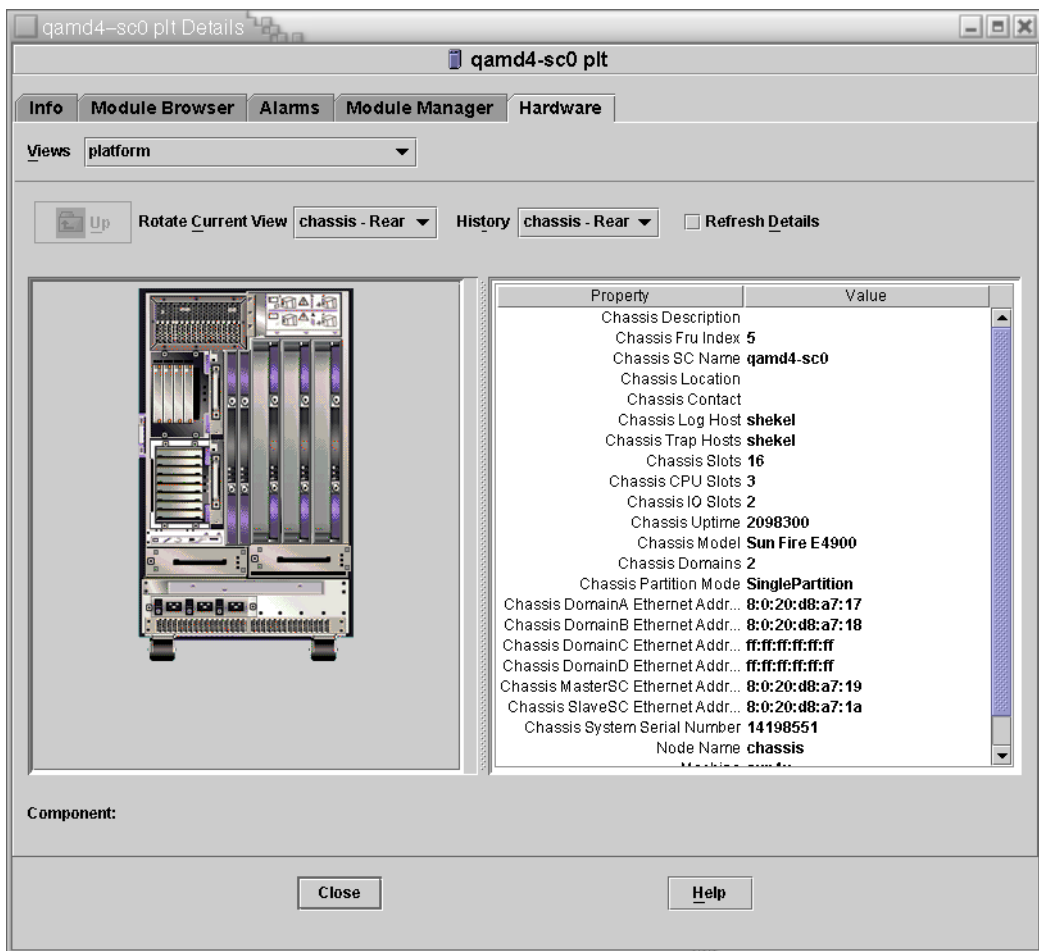 qamd4-sc0 plt Details
qamd4-sc0 plt
Info Module Browser Alarms Module Manager Hardware
Views platform
Up Rotate Current View chassis - Rear History chassis - Rear Refresh Details
Property Value
Chassis Description
Chassis Fru Index 5
Chassis SC Name qamd4-sc0
Chassis Location
Chassis Contact
Chassis Log Host shekel
Chassis Trap Hosts shekel
Chassis Slots 16
Chassis CPU Slots 3
Chassis IO Slots 2
Chassis Uptime 2098300
Chassis Model Sun Fire E4900
Chassis Domains 2
Chassis Partition Mode SinglePartition
Chassis DomainA Ethernet Addr... 8:0:20:d8:a7:17
Chassis DomainB Ethernet Addr... 8:0:20:d8:a7:18
Chassis DomainC Ethernet Addr... ff:ff:ff:ff:ff:ff
Chassis DomainD Ethernet Addr... ff:ff:ff:ff:ff:ff
Chassis MasterSC Ethernet Addr... 8:0:20:d8:a7:19
Chassis SlaveSC Ethernet Addr... 8:0:20:d8:a7:1a
Chassis System Serial Number 14198551
Node Name chassis
Component:
Close Help